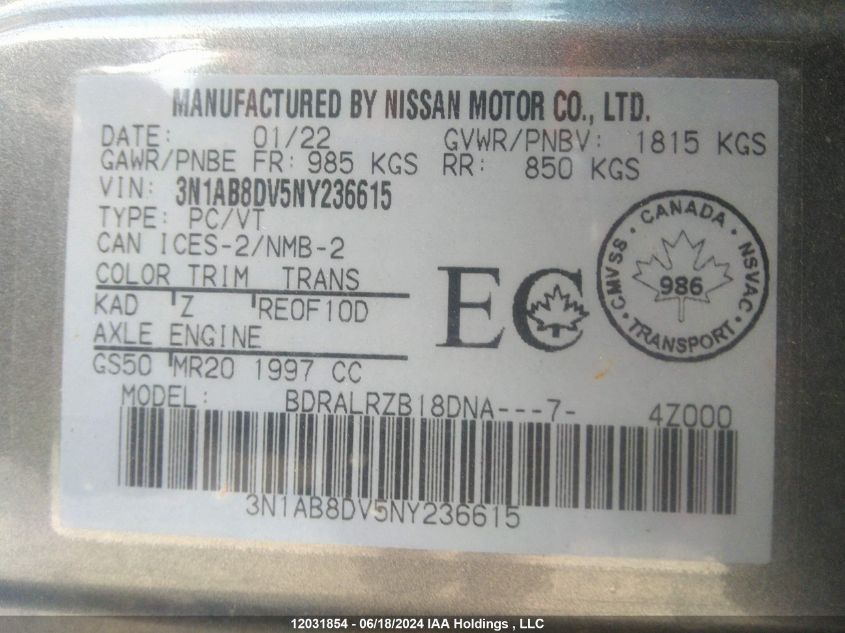 MANUFACTURED BY NISSAN MOTOR CO., LTD.
DATE: 01/22 GVWR/PNBV: 1815 KGS
GAWR/PNBE FR: 985 KGS RR: 850 KGS
VIN: 3N1AB8DV5NY236615
TYPE: PC/VT
CAN ICES-2/NMB-2
COLOR TRIM TRANS
KAD Z RE0F10D
AXLE ENGINE
GS50 MR20 1997 CC
EC
CANADA
CMVSS 986 NSVAC
TRANSPORT
MODEL: BDRALRZB18DNA---7- 4Z000
3N1AB8DV5NY236615
12031854 - 06/18/2024 IAA Holdings , LLC